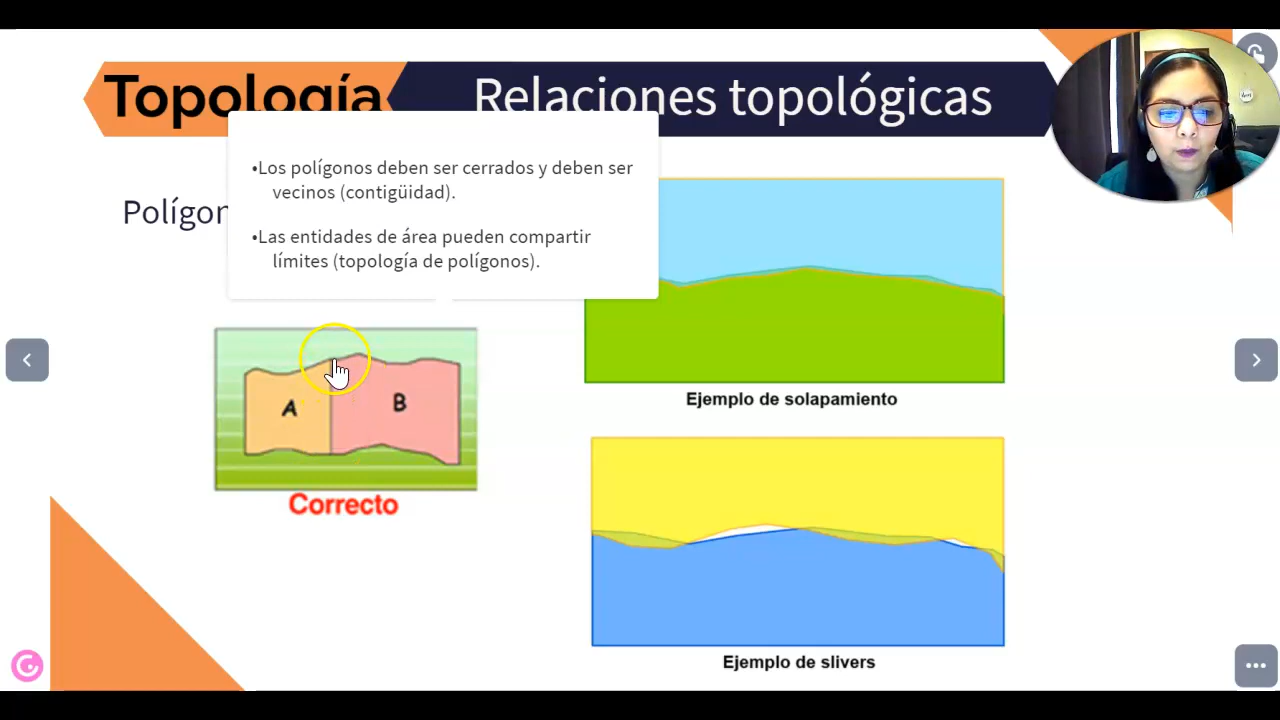 Topología
Relaciones topológicas
•Los polígonos deben ser cerrados y deben ser
vecinos (contigüidad).
Polígon
•Las entidades de área pueden compartir
límites (topología de polígonos).
A
B
Correcto
Ejemplo de solapamiento
Ejemplo de slivers